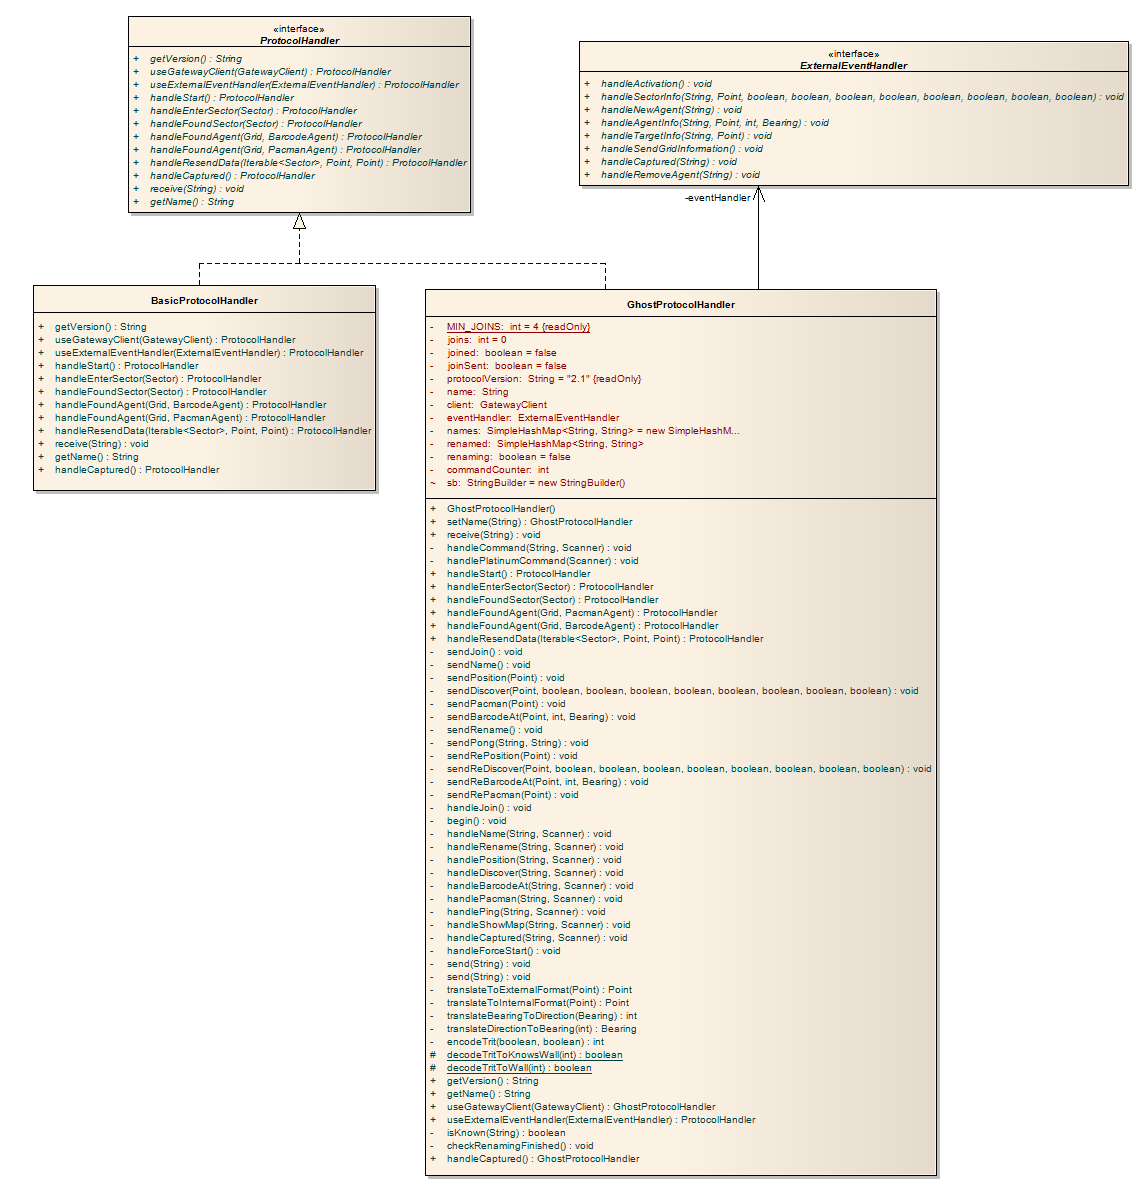 «interface»
ProtocolHandler
+ getVersion() : String
+ useGatewayClient(GatewayClient) : ProtocolHandler
+ useExternalEventHandler(ExternalEventHandler) : ProtocolHandler
+ handleStart() : ProtocolHandler
+ handleEnterSector(Sector) : ProtocolHandler
+ handleFoundSector(Sector) : ProtocolHandler
+ handleFoundAgent(Grid, BarcodeAgent) : ProtocolHandler
+ handleFoundAgent(Grid, PacmanAgent) : ProtocolHandler
+ handleResendData(Iterable<Sector>, Point, Point) : ProtocolHandler
+ handleCaptured() : ProtocolHandler
+ receive(String) : void
+ getName() : String
«interface»
ExternalEventHandler
+ handleActivation() : void
+ handleSectorInfo(String, Point, boolean, boolean, boolean, boolean, boolean, boolean, boolean, boolean) : void
+ handleNewAgent(String) : void
+ handleAgentInfo(String, Point, int, Bearing) : void
+ handleTargetInfo(String, Point) : void
+ handleSendGridInformation() : void
+ handleCaptured(String) : void
+ handleRemoveAgent(String) : void
-eventHandler
BasicProtocolHandler
+ getVersion() : String
+ useGatewayClient(GatewayClient) : ProtocolHandler
+ useExternalEventHandler(ExternalEventHandler) : ProtocolHandler
+ handleStart() : ProtocolHandler
+ handleEnterSector(Sector) : ProtocolHandler
+ handleFoundSector(Sector) : ProtocolHandler
+ handleFoundAgent(Grid, BarcodeAgent) : ProtocolHandler
+ handleFoundAgent(Grid, PacmanAgent) : ProtocolHandler
+ handleResendData(Iterable<Sector>, Point, Point) : ProtocolHandler
+ receive(String) : void
+ getName() : String
+ handleCaptured() : ProtocolHandler
GhostProtocolHandler
- MIN_JOINS: int = 4 {readOnly}
- joins: int = 0
- joined: boolean = false
- joinSent: boolean = false
- protocolVersion: String = "2.1" {readOnly}
- name: String
- client: GatewayClient
- eventHandler: ExternalEventHandler
- names: SimpleHashMap<String, String> = new SimpleHashM...
- renamed: SimpleHashMap<String, String>
- renaming: boolean = false
- commandCounter: int
~ sb: StringBuilder = new StringBuilder()
+ GhostProtocolHandler()
+ setName(String) : GhostProtocolHandler
+ receive(String) : void
- handleCommand(String, Scanner) : void
- handlePlatinumCommand(Scanner) : void
+ handleStart() : ProtocolHandler
+ handleEnterSector(Sector) : ProtocolHandler
+ handleFoundSector(Sector) : ProtocolHandler
+ handleFoundAgent(Grid, PacmanAgent) : ProtocolHandler
+ handleFoundAgent(Grid, BarcodeAgent) : ProtocolHandler
+ handleResendData(Iterable<Sector>, Point, Point) : ProtocolHandler
- sendJoin() : void
- sendName() : void
- sendPosition(Point) : void
- sendDiscover(Point, boolean, boolean, boolean, boolean, boolean, boolean, boolean, boolean) : void
- sendPacman(Point) : void
- sendBarcodeAt(Point, int, Bearing) : void
- sendRename() : void
- sendPong(String, String) : void
- sendRePosition(Point) : void
- sendReDiscover(Point, boolean, boolean, boolean, boolean, boolean, boolean, boolean, boolean) : void
- sendReBarcodeAt(Point, int, Bearing) : void
- sendRePacman(Point) : void
- handleJoin() : void
- begin() : void
- handleName(String, Scanner) : void
- handleRename(String, Scanner) : void
- handlePosition(String, Scanner) : void
- handleDiscover(String, Scanner) : void
- handleBarcodeAt(String, Scanner) : void
- handlePacman(String, Scanner) : void
- handlePing(String, Scanner) : void
- handleShowMap(String, Scanner) : void
- handleCaptured(String, Scanner) : void
- handleForceStart() : void
- send(String) : void
- send(String) : void
- translateToExternalFormat(Point) : Point
- translateToInternalFormat(Point) : Point
- translateBearingToDirection(Bearing) : int
- translateDirectionToBearing(int) : Bearing
- encodeTrit(boolean, boolean) : int
# decodeTritToKnowsWall(int) : boolean
# decodeTritToWall(int) : boolean
+ getVersion() : String
+ getName() : String
+ useGatewayClient(GatewayClient) : GhostProtocolHandler
+ useExternalEventHandler(ExternalEventHandler) : ProtocolHandler
- isKnown(String) : boolean
- checkRenamingFinished() : void
+ handleCaptured() : GhostProtocolHandler